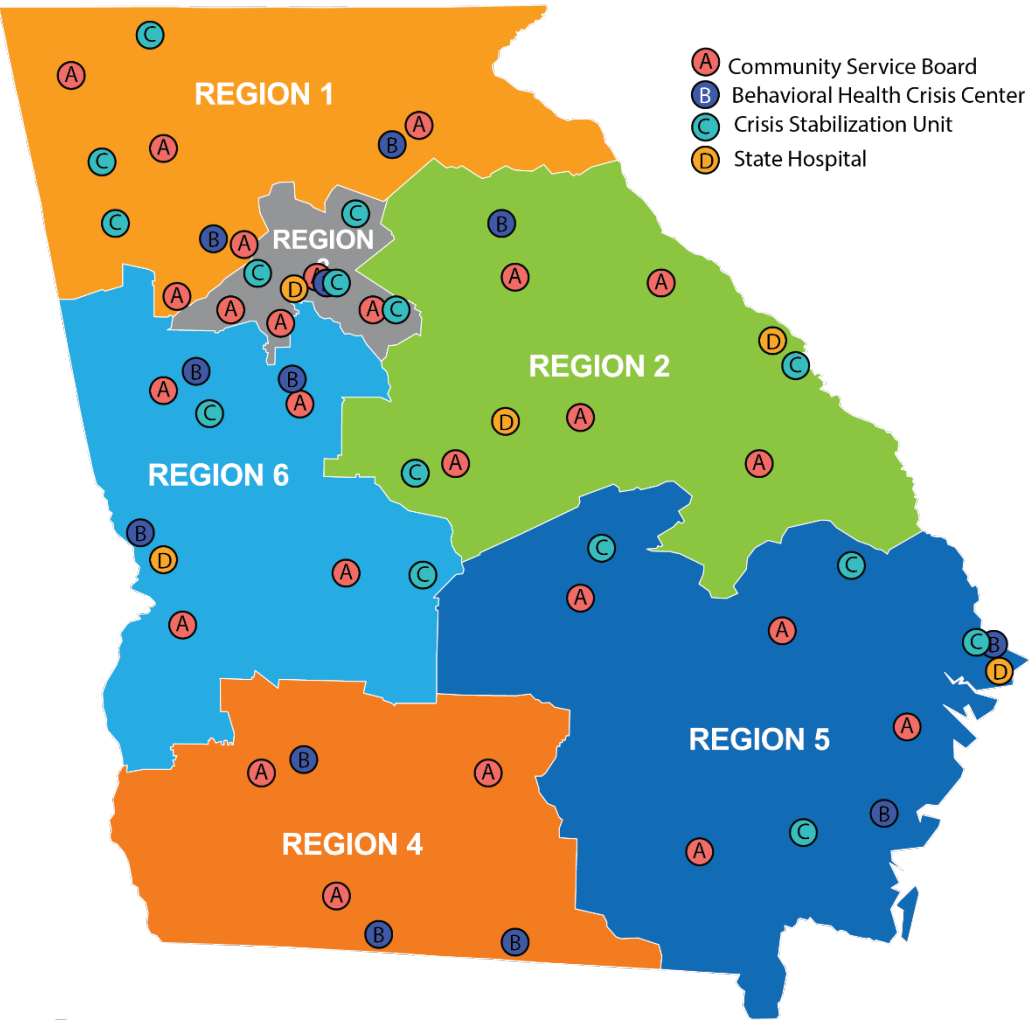 C
A Community Service Board
A
REGION 1
B Behavioral Health Crisis Center
A
C Crisis Stabilization Unit
B
A
D State Hospital
C
C
C
B
B
A
REGION
C
A
A
B
C
A
D
A
A
A
C
A
D
C
REGION 2
B
B
A
A
C
A
D
A
A
C
REGION 6
B
C
D
C
A
C
A
A
A
C
B
D
A
REGION 5
B
A
A
B
C
REGION 4
A
A
B
B